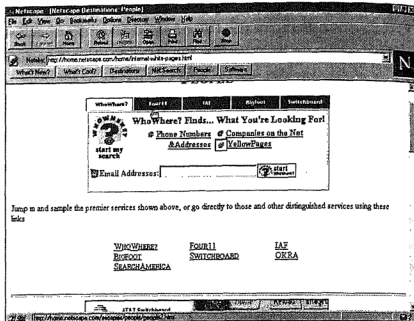 Netscape - [Netscape Destinations: People]
File Edit View Go Bookmarks Options Directory Window Help
Back Home Reload Open Print Find Stop
Netsite: http://home.netscape.com/home/internet-white-pages.html
What's New? What's Cool? Destinations Net Search People Software
N
PEOPLE
WhoWhere? Four11 IAF Bigfoot Switchboard
WHOWHERE?
WhoWhere? Finds... What You're Looking For!
Phone Numbers Companies on the Net
&Addresses YellowPages
start my
search
Email Addresses: start
Jump in and sample the premier services shown above, or go directly to those and other distinguished services using these
links
WHOWHERE? FOUR11 IAF
BIGFOOT SWITCHBOARD OKRA
SEARCHAMERICA
AT&T Switchboard
http://home.netscape.com/escapes/people/people2.html